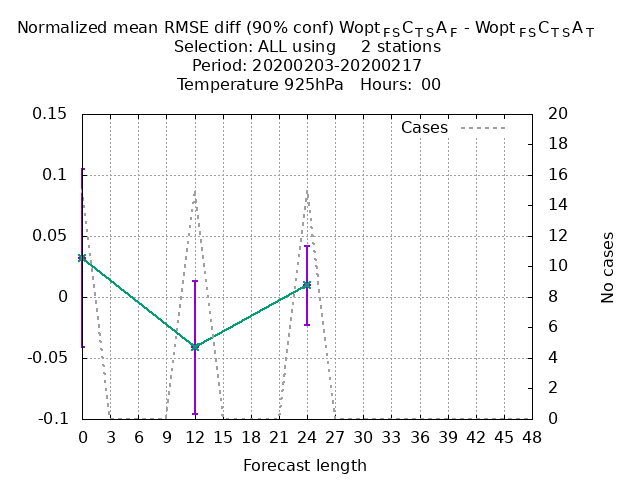 Normalized mean RMSE diff (90% conf) Wopt FS C TS A F - Wopt FS C TS A T
Selection: ALL using 2 stations
Period: 20200203-20200217
Temperature 925hPa Hours: 00
0.15
0.1
0.05
0
-0.05
-0.1
20
18
16
14
12
10
8
6
4
2
0
Cases
No cases
0 3 6 9 12 15 18 21 24 27 30 33 36 39 42 45 48
Forecast length